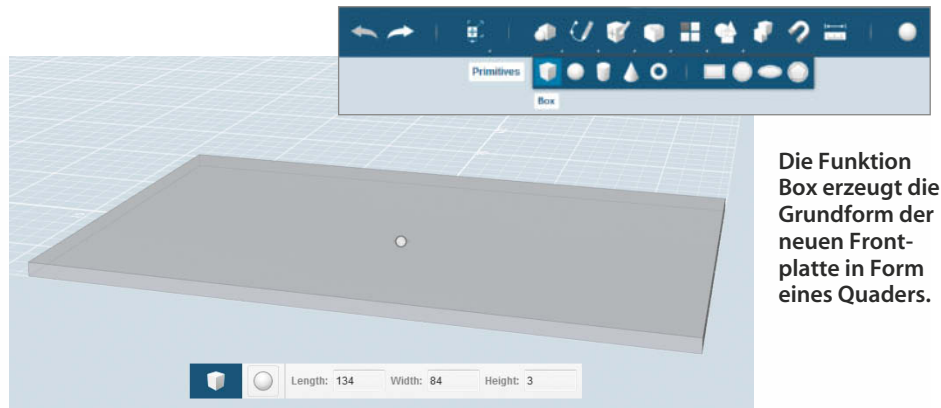 Primitives
Box
Die Funktion
Box erzeugt die
Grundform der
neuen Front-
platte in Form
eines Quaders.
Length: 134 Width: 84 Height: 3